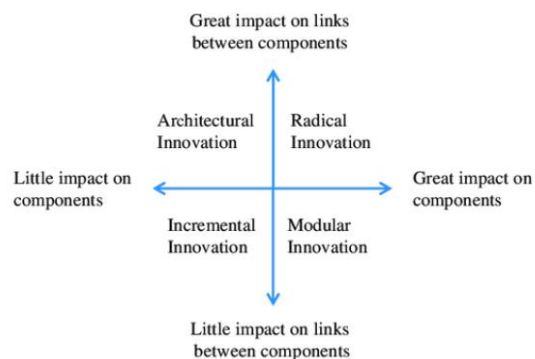 Great impact on links
between components
Architectural
Innovation
Radical
Innovation
Little impact on
components
Great impact on
components
Incremental
Innovation
Modular
Innovation
Little impact on links
between components